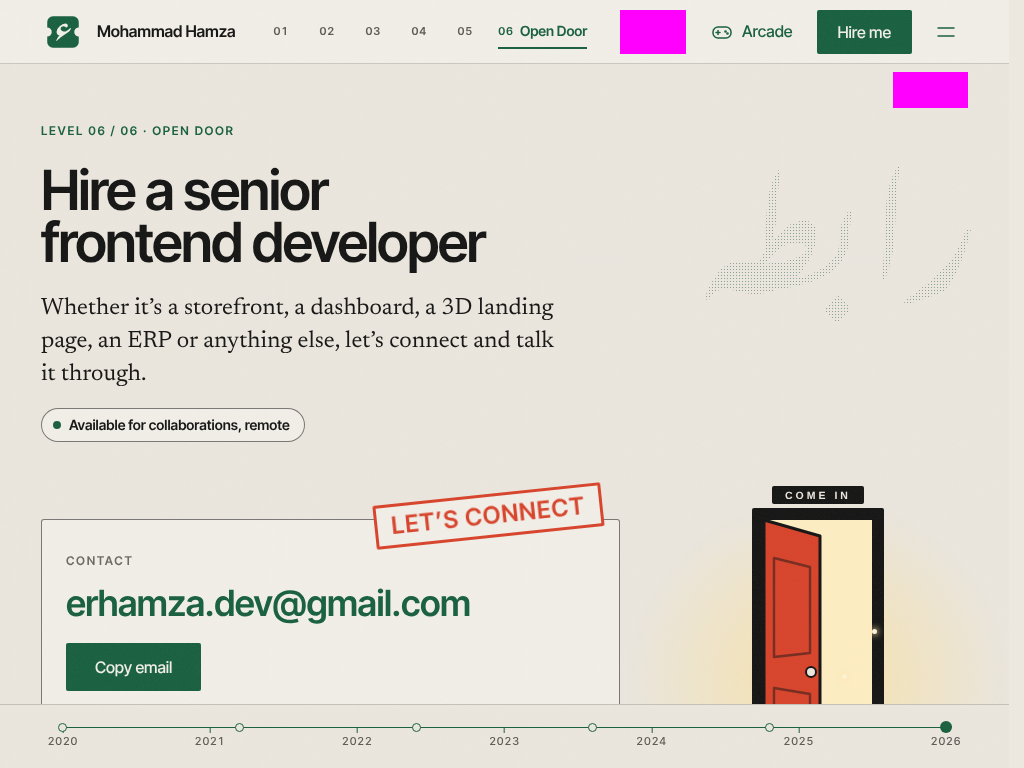 Mohammad Hamza
01 02 03 04 05 06 Open Door
Arcade
Hire me
LEVEL 06 / 06 · OPEN DOOR
Hire a senior
frontend developer
رابط
Whether it’s a storefront, a dashboard, a 3D landing
page, an ERP or anything else, let’s connect and talk
it through.
Available for collaborations, remote
LET’S CONNECT
COME IN
CONTACT
erhamza.dev@gmail.com
Copy email
2020 2021 2022 2023 2024 2025 2026